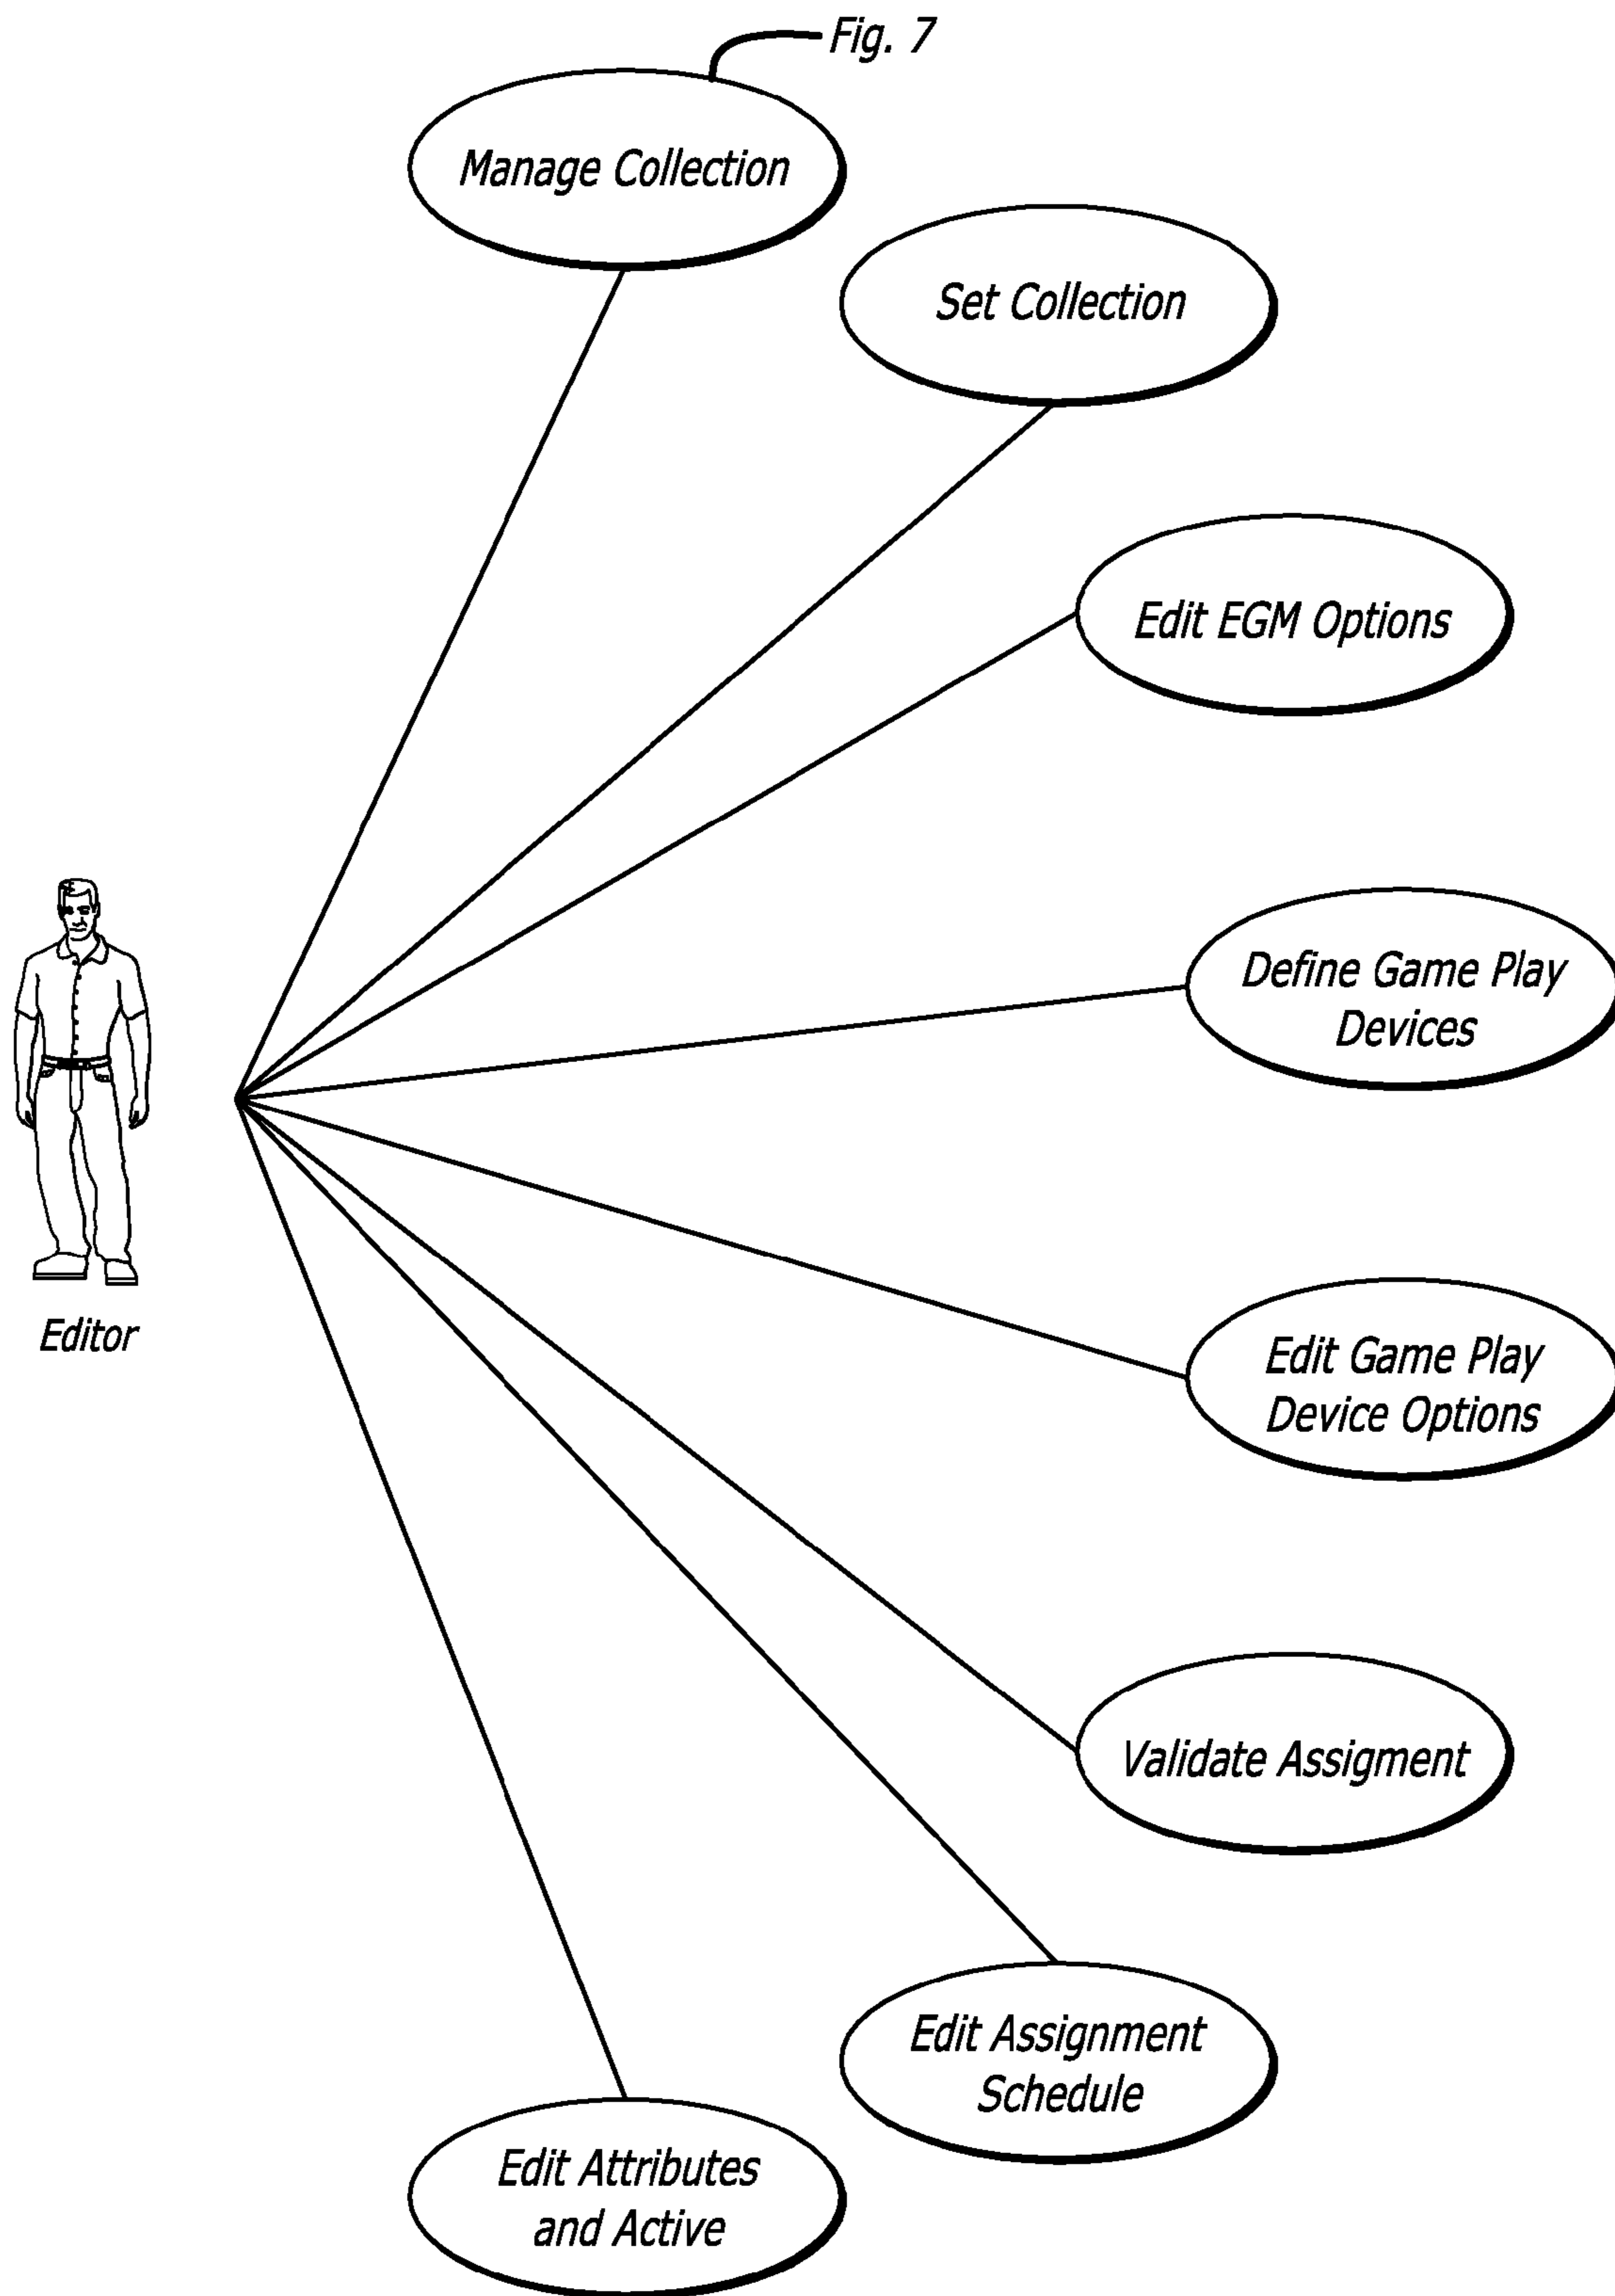 Fig. 7
Manage Collection
Set Collection
Edit EGM Options
Define Game Play
Devices
Editor
Edit Game Play
Device Options
Validate Assigment
Edit Assignment
Schedule
Edit Attributes
and Active